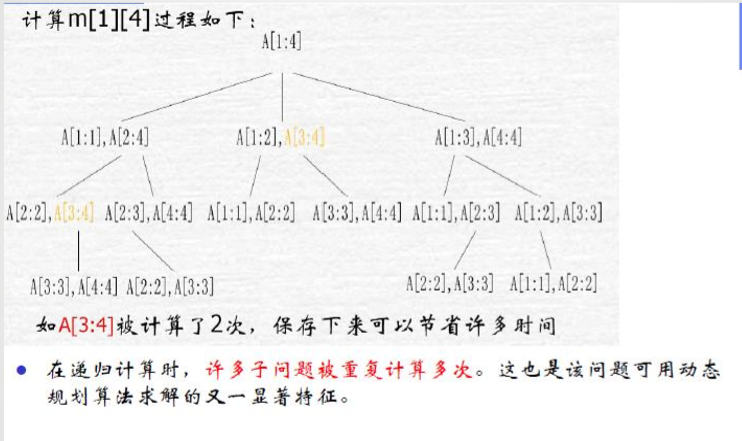 计算m[1][4]过程如下：
A[1:4]
A[1:1],A[2:4] A[1:2],A[3:4] A[1:3],A[4:4]
A[2:2],A[3:4] A[2:3],A[4:4] A[1:1],A[2:2] A[3:3],A[4:4] A[1:1],A[2:3] A[1:2],A[3:3]
A[3:3],A[4:4] A[2:2],A[3:3] A[2:2],A[3:3] A[1:1],A[2:2]
如A[3:4]被计算了2次，保存下来可以节省许多时间
● 在递归计算时，许多子问题被重复计算多次。这也是该问题可用动态
规划算法求解的又一显著特征。